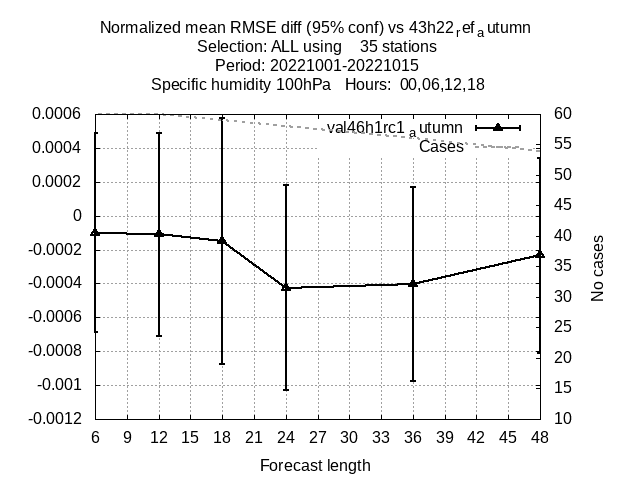 Normalized mean RMSE diff (95% conf) vs 43h22refautumn
Selection: ALL using 35 stations
Period: 20221001-20221015
Specific humidity 100hPa Hours: 00,06,12,18
val46h1rc1autumn
Cases
0.0006
0.0004
0.0002
0
-0.0002
-0.0004
-0.0006
-0.0008
-0.001
-0.0012
60
55
50
45
40
35
30
25
20
15
10
No cases
6 9 12 15 18 21 24 27 30 33 36 39 42 45 48
Forecast length